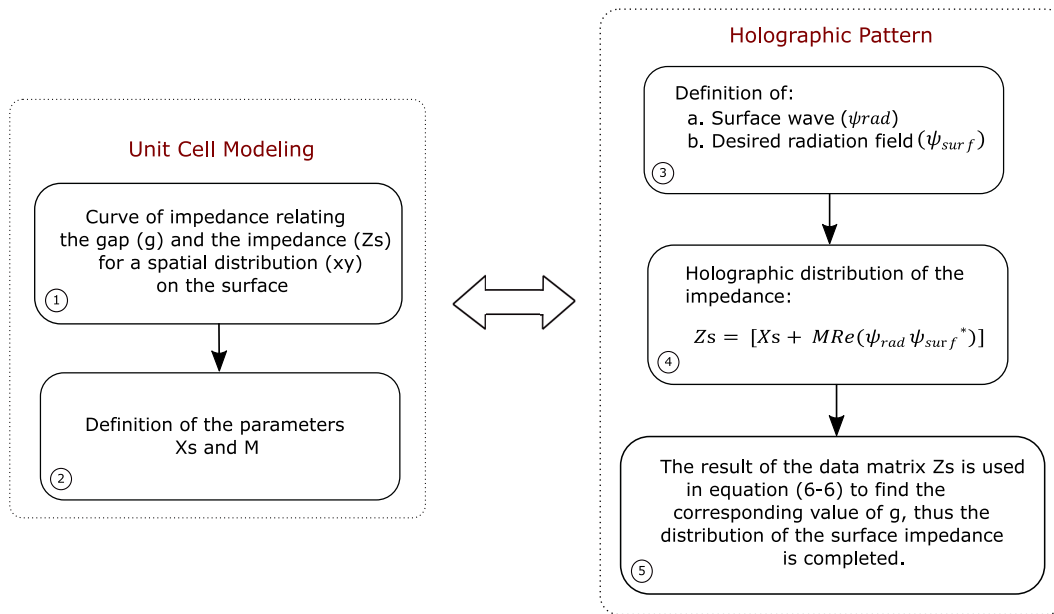 Unit Cell Modeling
Curve of impedance relating
the gap (g) and the impedance (Zs)
for a spatial distribution (xy)
on the surface
1
Definition of the parameters
Xs and M
2
Holographic Pattern
Definition of:
a. Surface wave (ψrad)
b. Desired radiation field (ψ_surf)
3
Holographic distribution of the
impedance:
Zs = [Xs + MRe(ψ_rad ψ_surf*)]
4
The result of the data matrix Zs is used
in equation (6-6) to find the
corresponding value of g, thus the
distribution of the surface impedance
is completed.
5